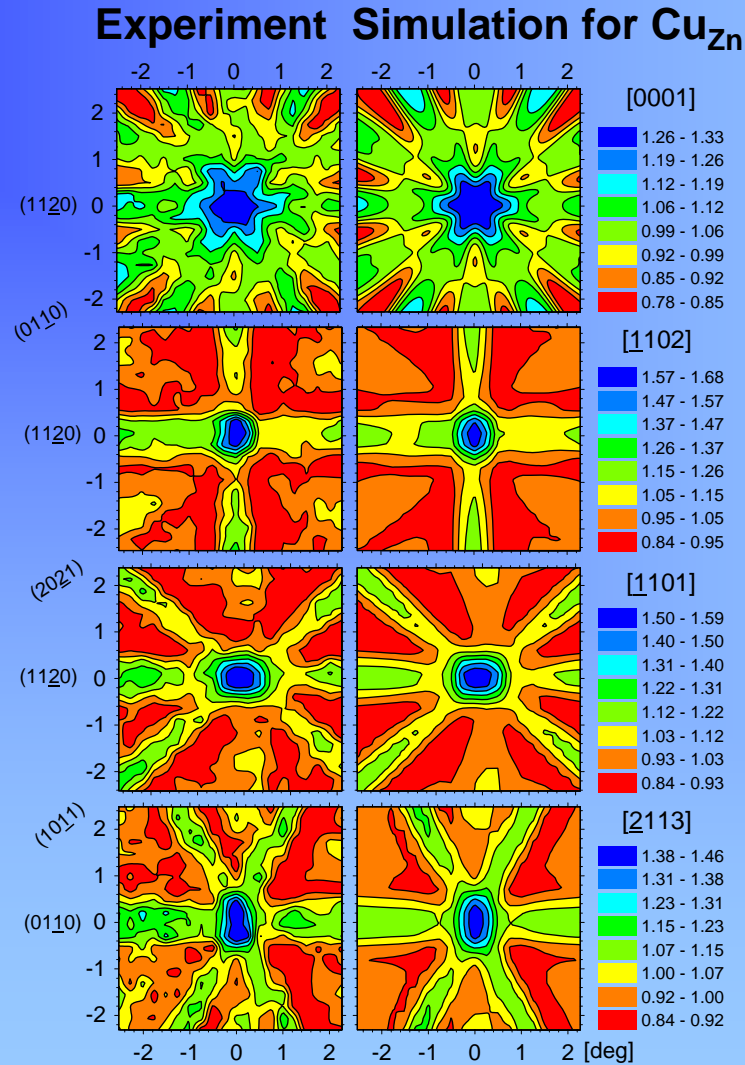 Experiment Simulation for CuZn
-2 -1 0 1 2 -2 -1 0 1 2
[0001]
2
1
(1120) 0
-1
-2
1.26 - 1.33
1.19 - 1.26
1.12 - 1.19
1.06 - 1.12
0.99 - 1.06
0.92 - 0.99
0.85 - 0.92
0.78 - 0.85
(0110)
[1102]
2
1
(1120) 0
-1
-2
1.57 - 1.68
1.47 - 1.57
1.37 - 1.47
1.26 - 1.37
1.15 - 1.26
1.05 - 1.15
0.95 - 1.05
0.84 - 0.95
(2021)
[1101]
2
1
(1120) 0
-1
-2
1.50 - 1.59
1.40 - 1.50
1.31 - 1.40
1.22 - 1.31
1.12 - 1.22
1.03 - 1.12
0.93 - 1.03
0.84 - 0.93
(1011)
[2113]
2
1
(0110) 0
-1
-2
1.38 - 1.46
1.31 - 1.38
1.23 - 1.31
1.15 - 1.23
1.07 - 1.15
1.00 - 1.07
0.92 - 1.00
0.84 - 0.92
-2 -1 0 1 2 -2 -1 0 1 2 [deg]